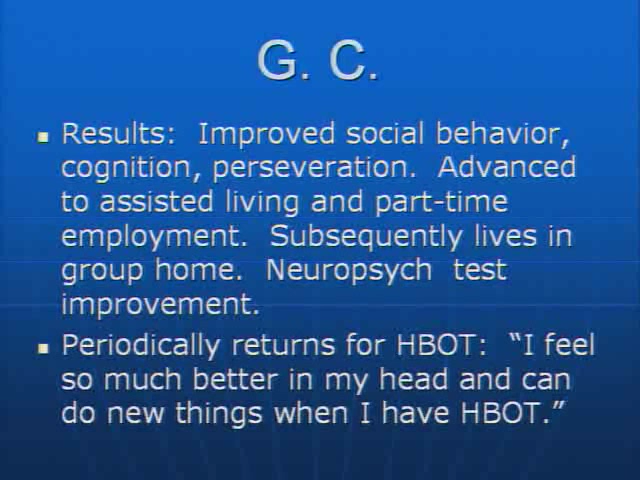 G. C.
Results:  Improved social behavior,
cognition, perseveration.  Advanced
to assisted living and part-time
employment.  Subsequently lives in
group home.  Neuropsych  test
improvement.
Periodically returns for HBOT:  “I feel
so much better in my head and can
do new things when I have HBOT.”